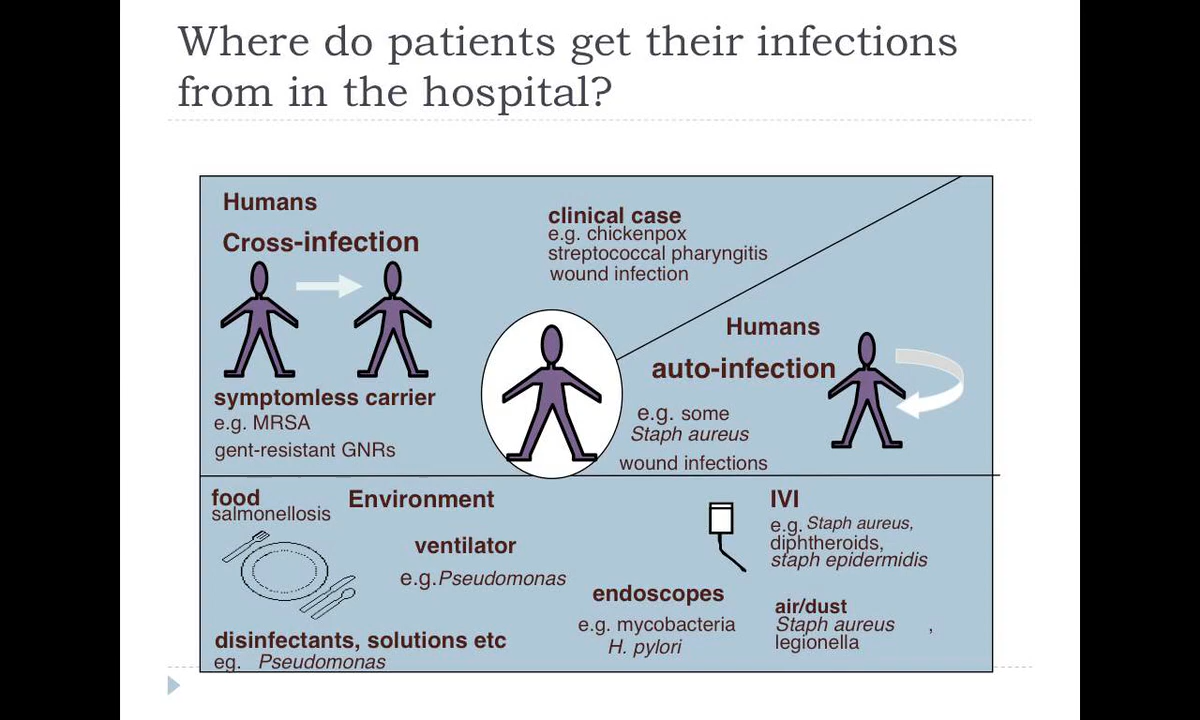 Where do patients get their infections
from in the hospital?
Humans
Cross-infection
clinical case
e.g. chickenpox
streptococcal pharyngitis
wound infection
symptomless carrier
e.g. MRSA
gent-resistant GNRs
Humans
auto-infection
e.g. some
Staph aureus
wound infections
food
salmonellosis
Environment
ventilator
e.g.Pseudomonas
disinfectants, solutions etc
eg. Pseudomonas
endoscopes
e.g. mycobacteria
H. pylori
IVI
e.g. Staph aureus,
diphtheroids,
staph epidermidis
air/dust
Staph aureus ,
legionella